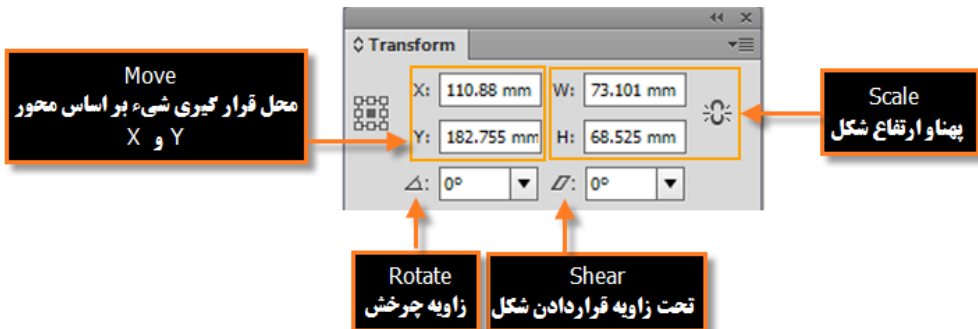 Transform
Move
محل قرار گیری شیء بر اساس محور
X و Y
X: 110.88 mm W: 73.101 mm
Y: 182.755 mm H: 68.525 mm
Scale
پهنا و ارتفاع شکل
0° 0°
Rotate
زاویه چرخش
Shear
تحت زاویه قراردادن شکل